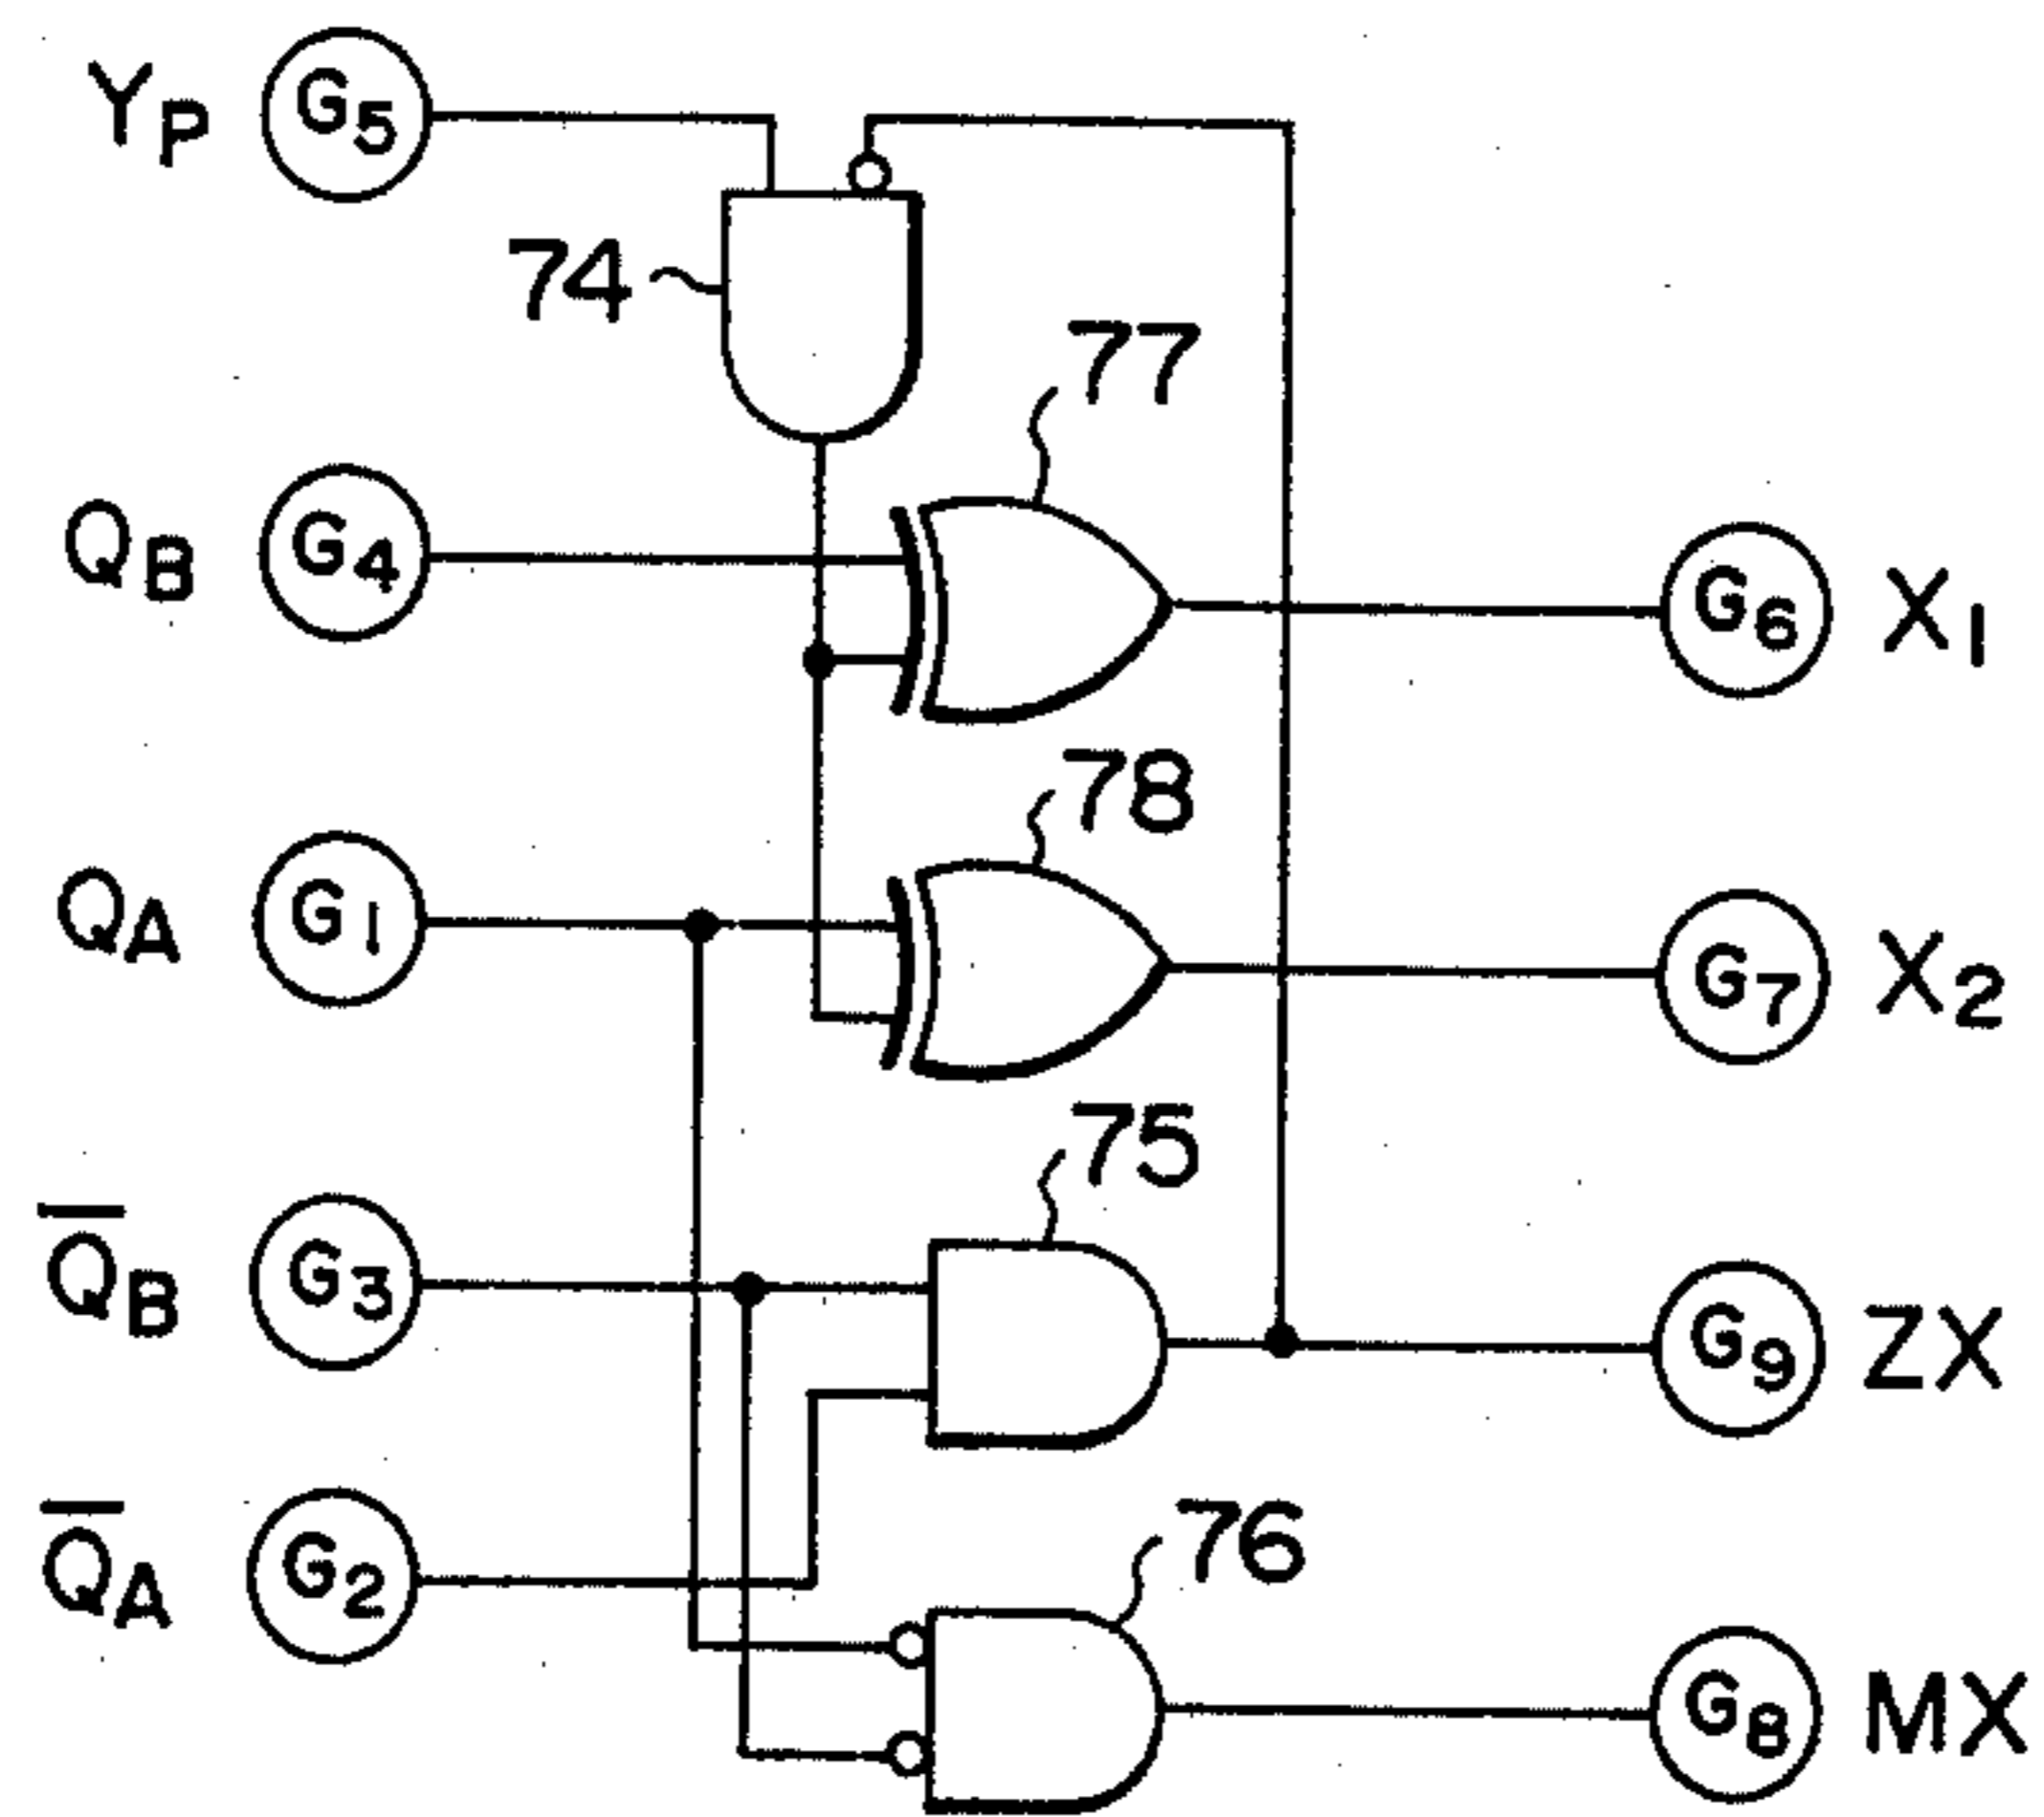 YP G5
74
77
QB G4
G6 X1
78
QA G1
G7 X2
75
Q̅B G3
G9 ZX
Q̅A G2
76
G8 MX